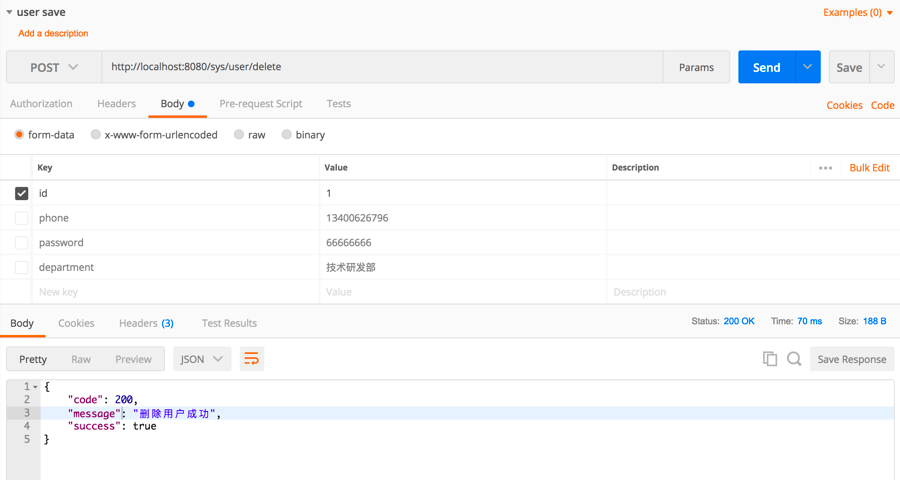 user save
Examples (0)
Add a description
POST http://localhost:8080/sys/user/delete Params Send Save
Authorization Headers Body Pre-request Script Tests Cookies Code
form-data x-www-form-urlencoded raw binary
Key Value Description ••• Bulk Edit
id 1
phone 13400626796
password 66666666
department 技术研发部
New key Value Description
Body Cookies Headers (3) Test Results Status: 200 OK Time: 70 ms Size: 188 B
Pretty Raw Preview JSON Save Response
1 {
2 "code": 200,
3 "message": "删除用户成功",
4 "success": true
5 }